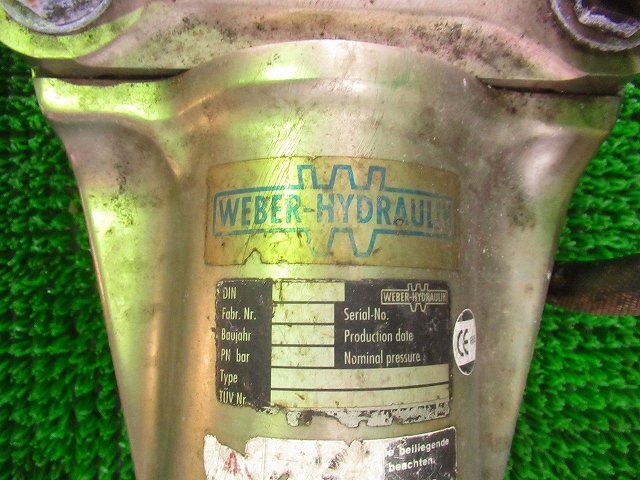 WEBER-HYDRAULIK
DIN WEBER-HYDRAULIK
Fabr. Nr. Serial-No.
Baujahr Production date
PN bar Nominal pressure
Type
TÜV Nr.
CE
beiliegende
beachten.